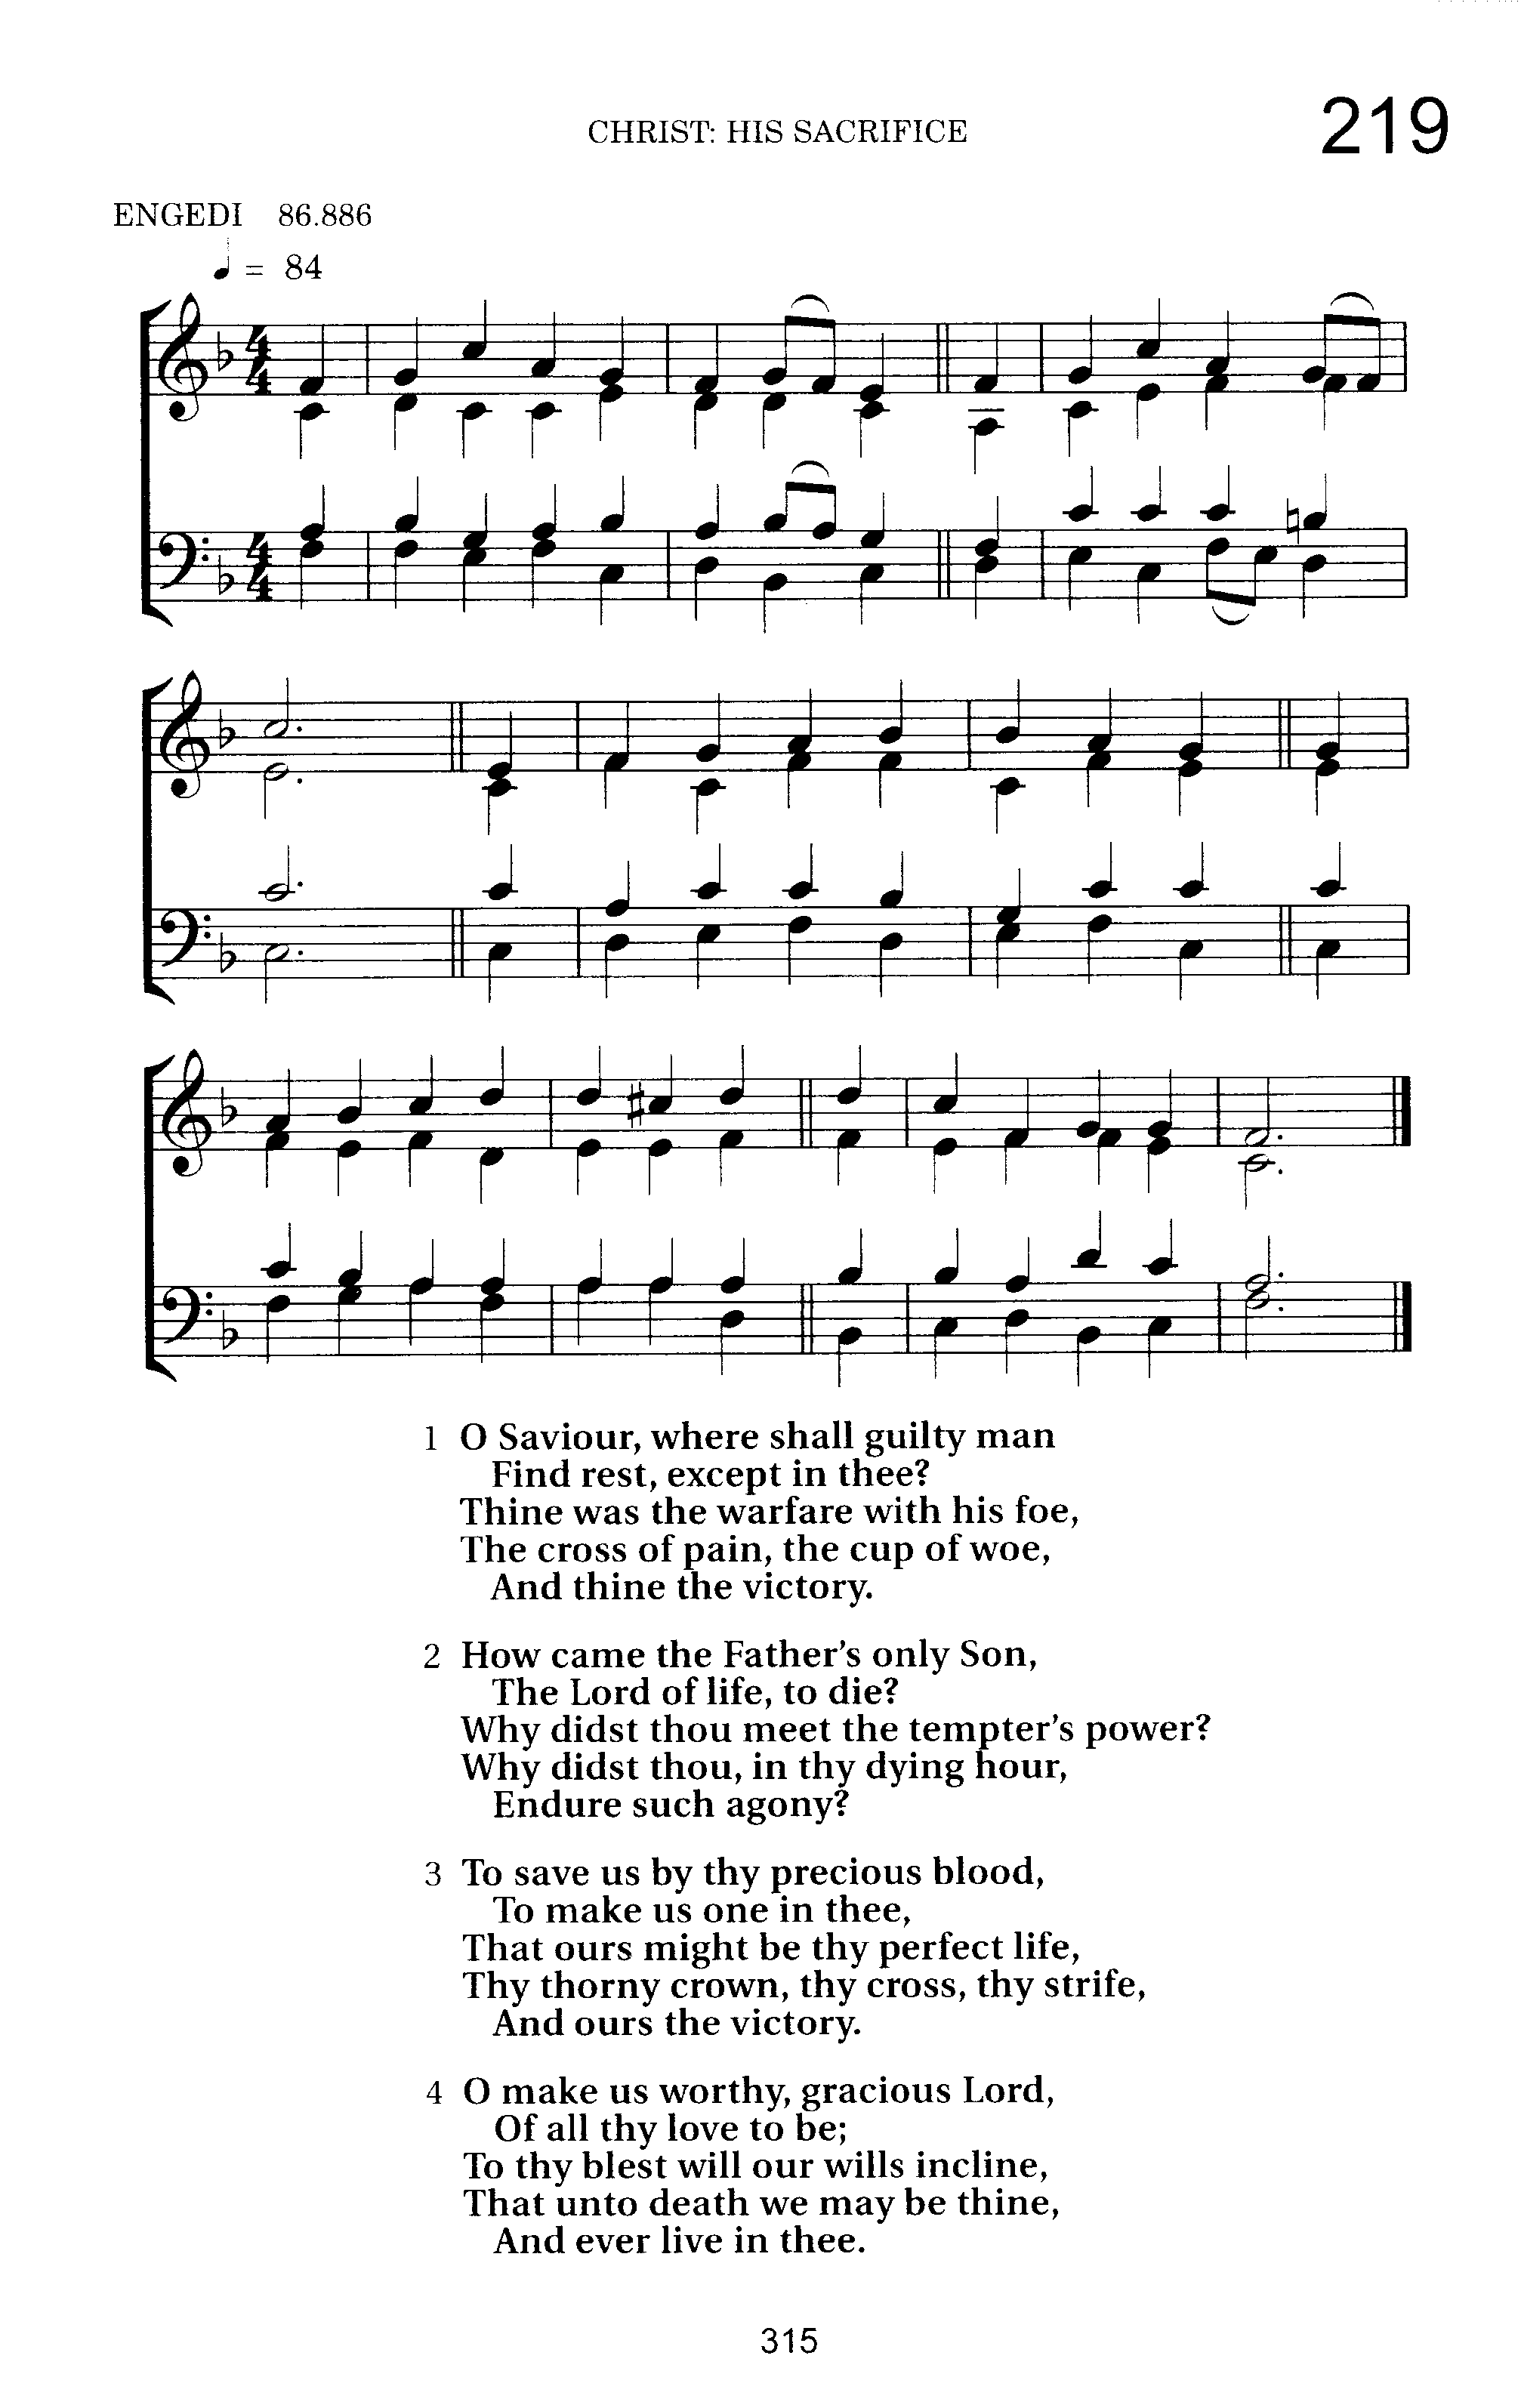 CHRIST: HIS SACRIFICE
219
ENGEDI 86.886
♩ = 84
1 O Saviour, where shall guilty man
Find rest, except in thee?
Thine was the warfare with his foe,
The cross of pain, the cup of woe,
And thine the victory.
2 How came the Father's only Son,
The Lord of life, to die?
Why didst thou meet the tempter's power?
Why didst thou, in thy dying hour,
Endure such agony?
3 To save us by thy precious blood,
To make us one in thee,
That ours might be thy perfect life,
Thy thorny crown, thy cross, thy strife,
And ours the victory.
4 O make us worthy, gracious Lord,
Of all thy love to be;
To thy blest will our wills incline,
That unto death we may be thine,
And ever live in thee.
315